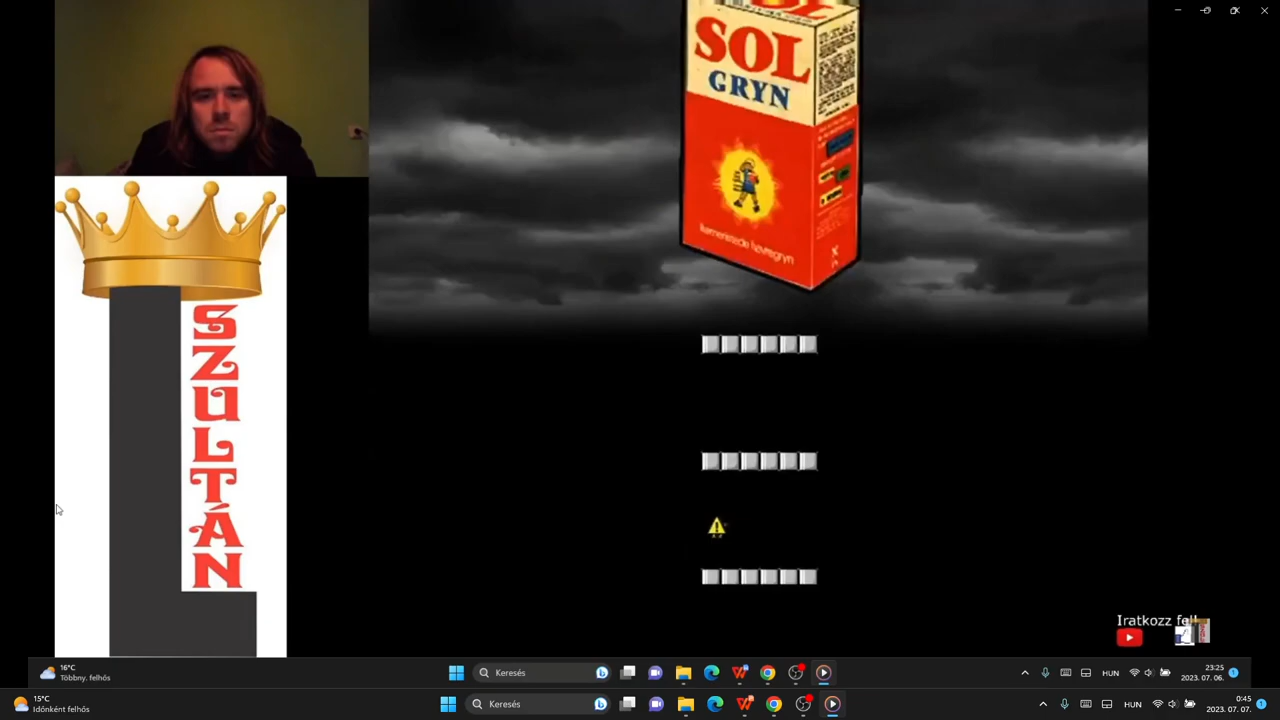 SOL
GRYN
SZULTÁN
Iratkozz fel!
16°C
Többny. felhős
Keresés
HUN
23:25
2023. 07. 06.
15°C
Időnként felhős
Keresés
HUN
0:45
2023. 07. 07.